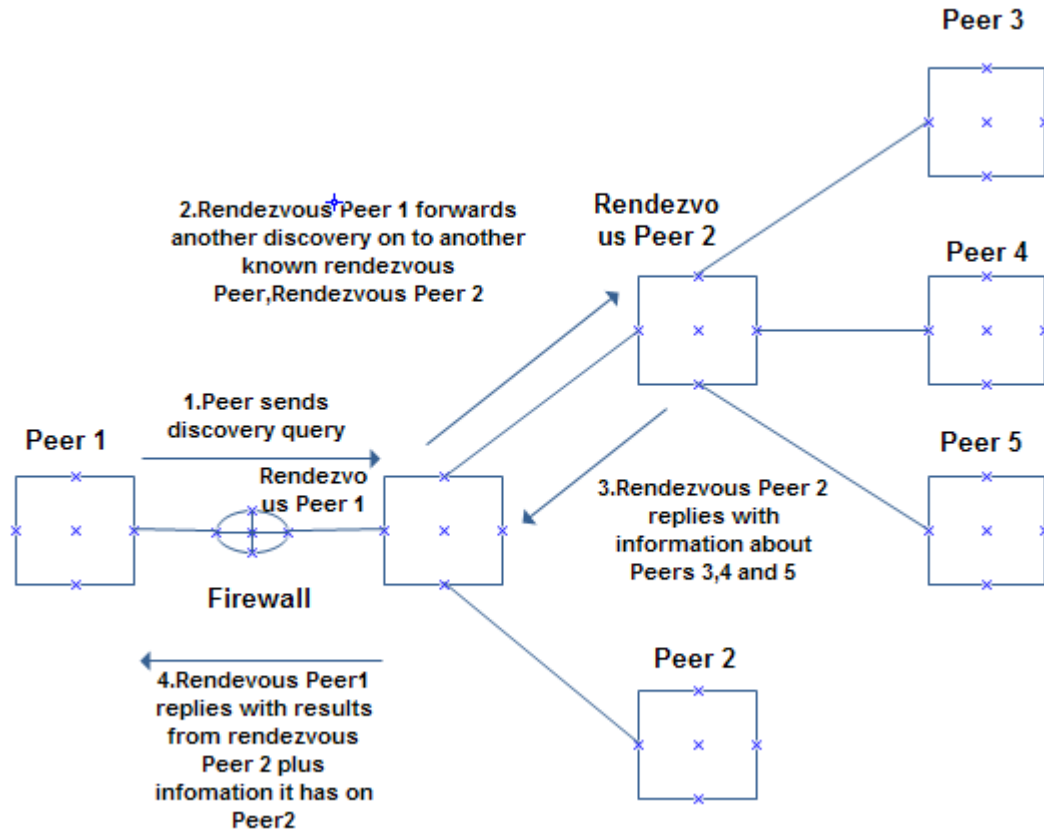 Peer 3
2.Rendezvous Peer 1 forwards
another discovery on to another
known rendezvous
Peer,Rendezvous Peer 2
Rendezvo
us Peer 2
Peer 4
1.Peer sends
discovery query
Peer 1
Rendezvo
us Peer 1
Peer 5
3.Rendezvous Peer 2
replies with
information about
Peers 3,4 and 5
Firewall
Peer 2
4.Rendevous Peer1
replies with results
from rendezvous
Peer 2 plus
infomation it has on
Peer2